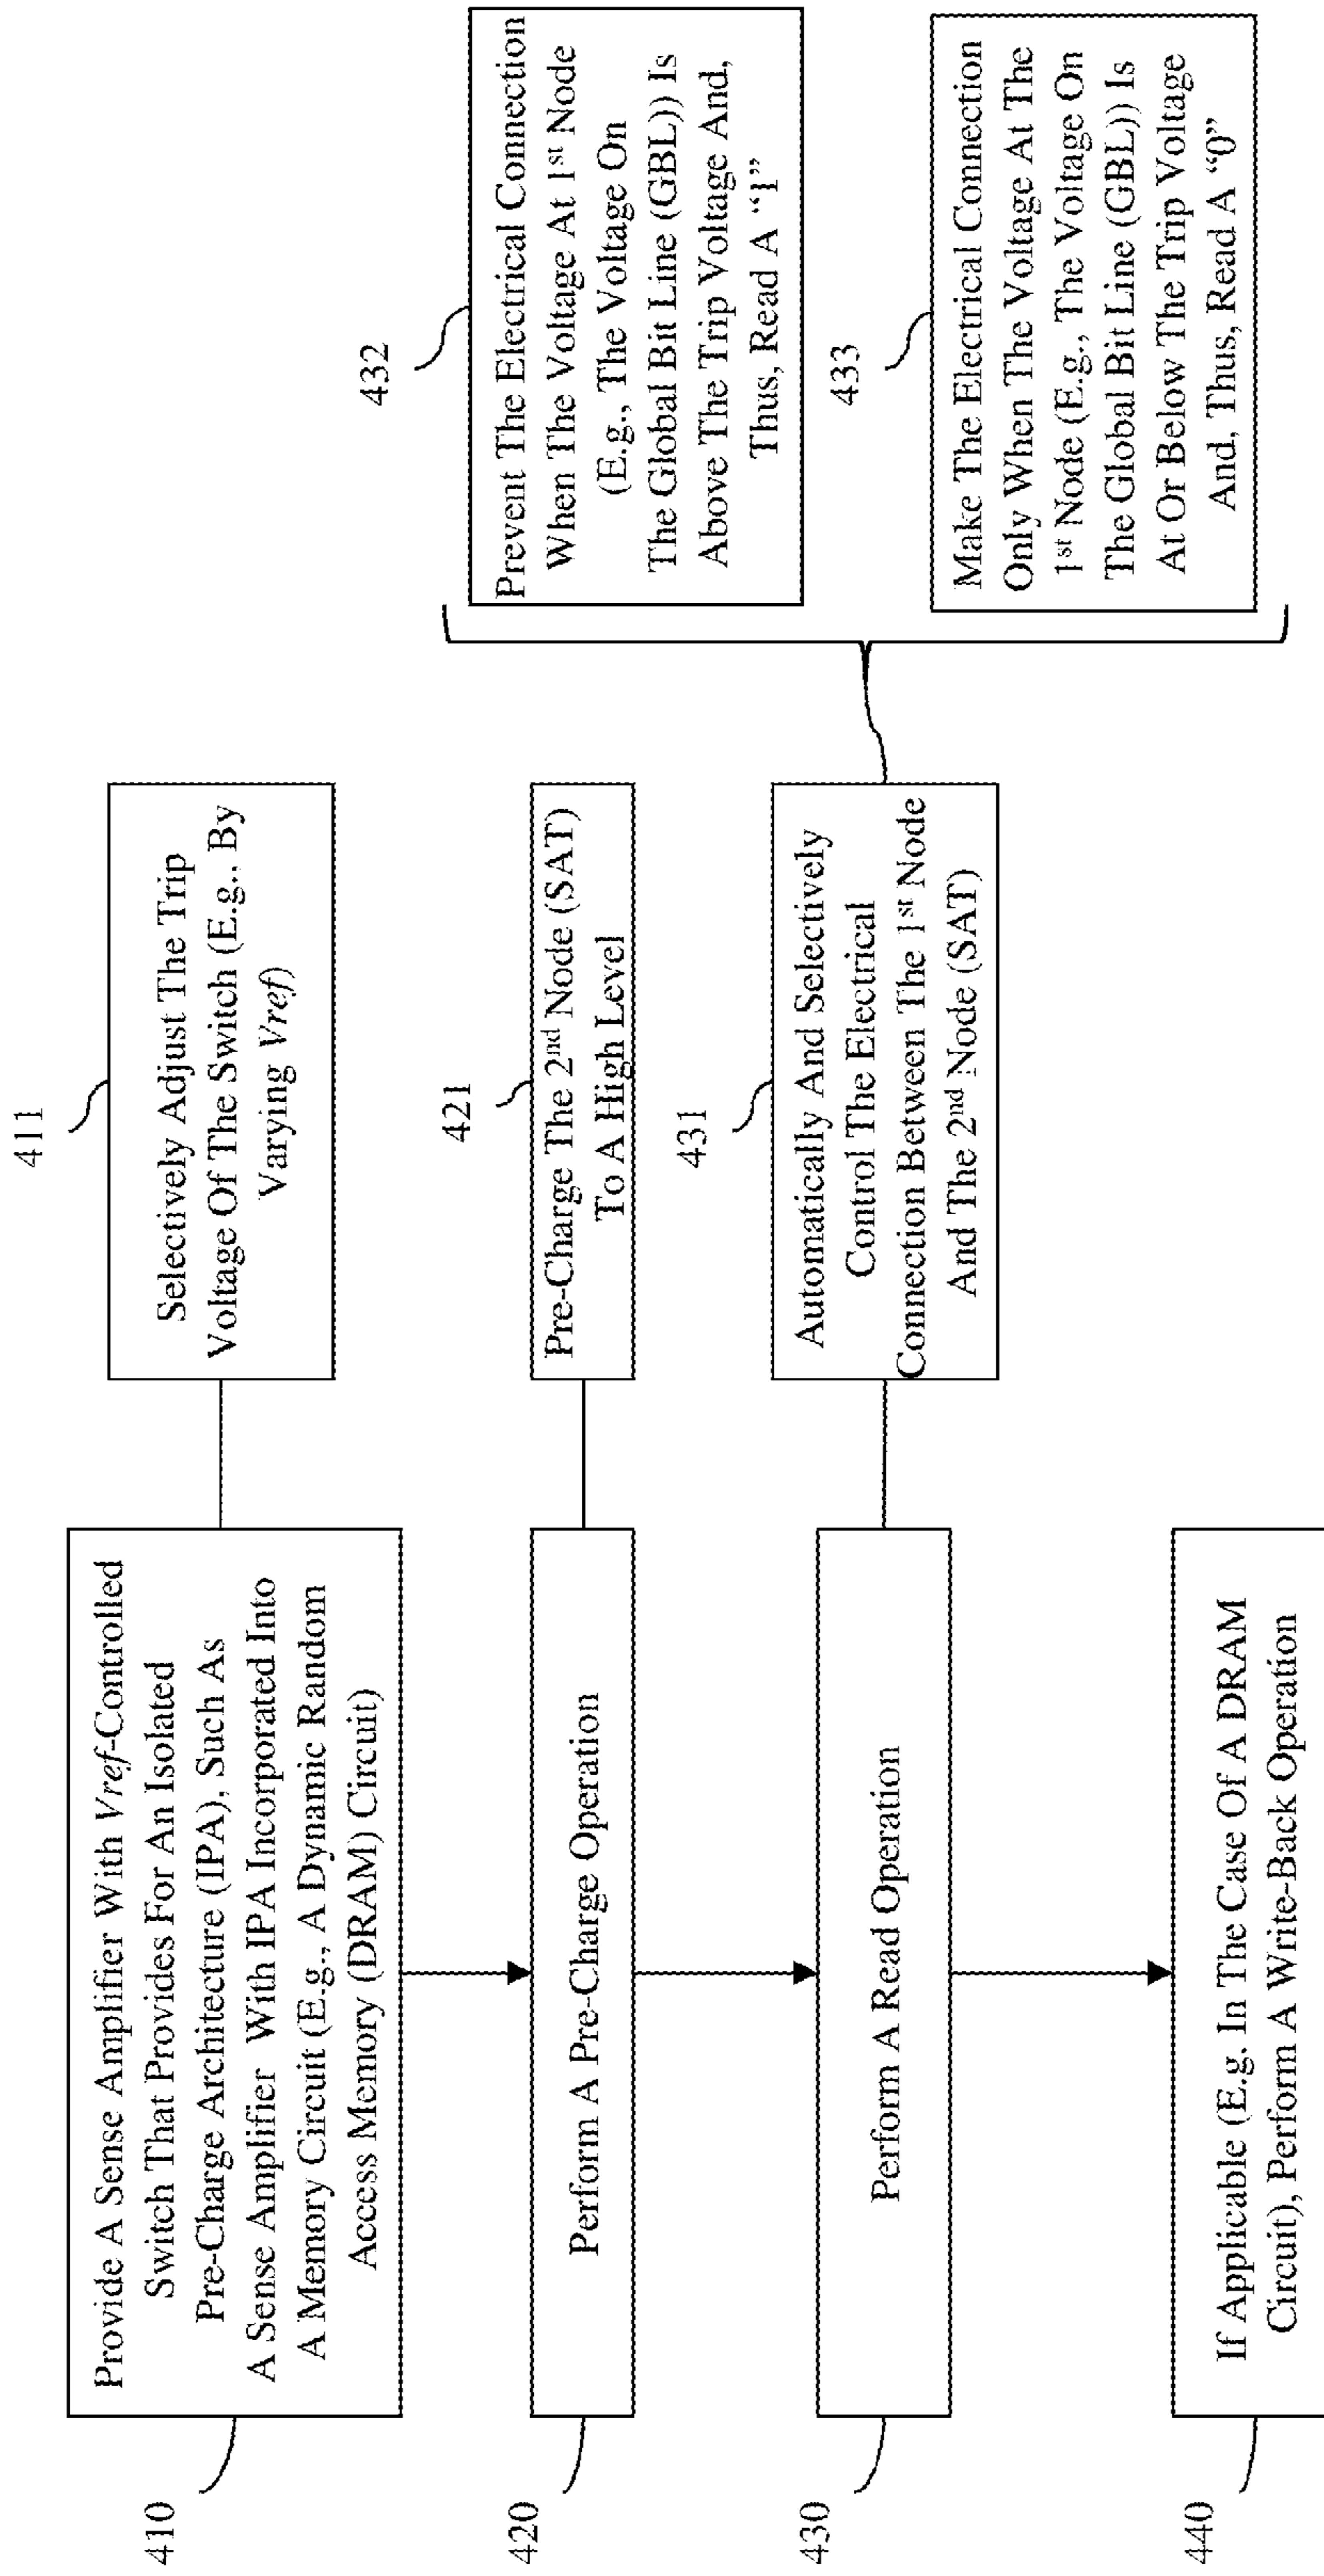 410
Provide A Sense Amplifier With Vref-Controlled
Switch That Provides For An Isolated
Pre-Charge Architecture (IPA), Such As
A Sense Amplifier With IPA Incorporated Into
A Memory Circuit (E.g., A Dynamic Random
Access Memory (DRAM) Circuit)
411
Selectively Adjust The Trip
Voltage Of The Switch (E.g., By
Varying Vref)
420
Perform A Pre-Charge Operation
421
Pre-Charge The 2nd Node (SAT)
To A High Level
430
Perform A Read Operation
431
Automatically And Selectively
Control The Electrical
Connection Between The 1st Node
And The 2nd Node (SAT)
432
Prevent The Electrical Connection
When The Voltage At 1st Node
(E.g., The Voltage On
The Global Bit Line (GBL)) Is
Above The Trip Voltage And,
Thus, Read A “1”
433
Make The Electrical Connection
Only When The Voltage At The
1st Node (E.g., The Voltage On
The Global Bit Line (GBL)) Is
At Or Below The Trip Voltage
And, Thus, Read A “0”
440
If Applicable (E.g. In The Case Of A DRAM
Circuit), Perform A Write-Back Operation